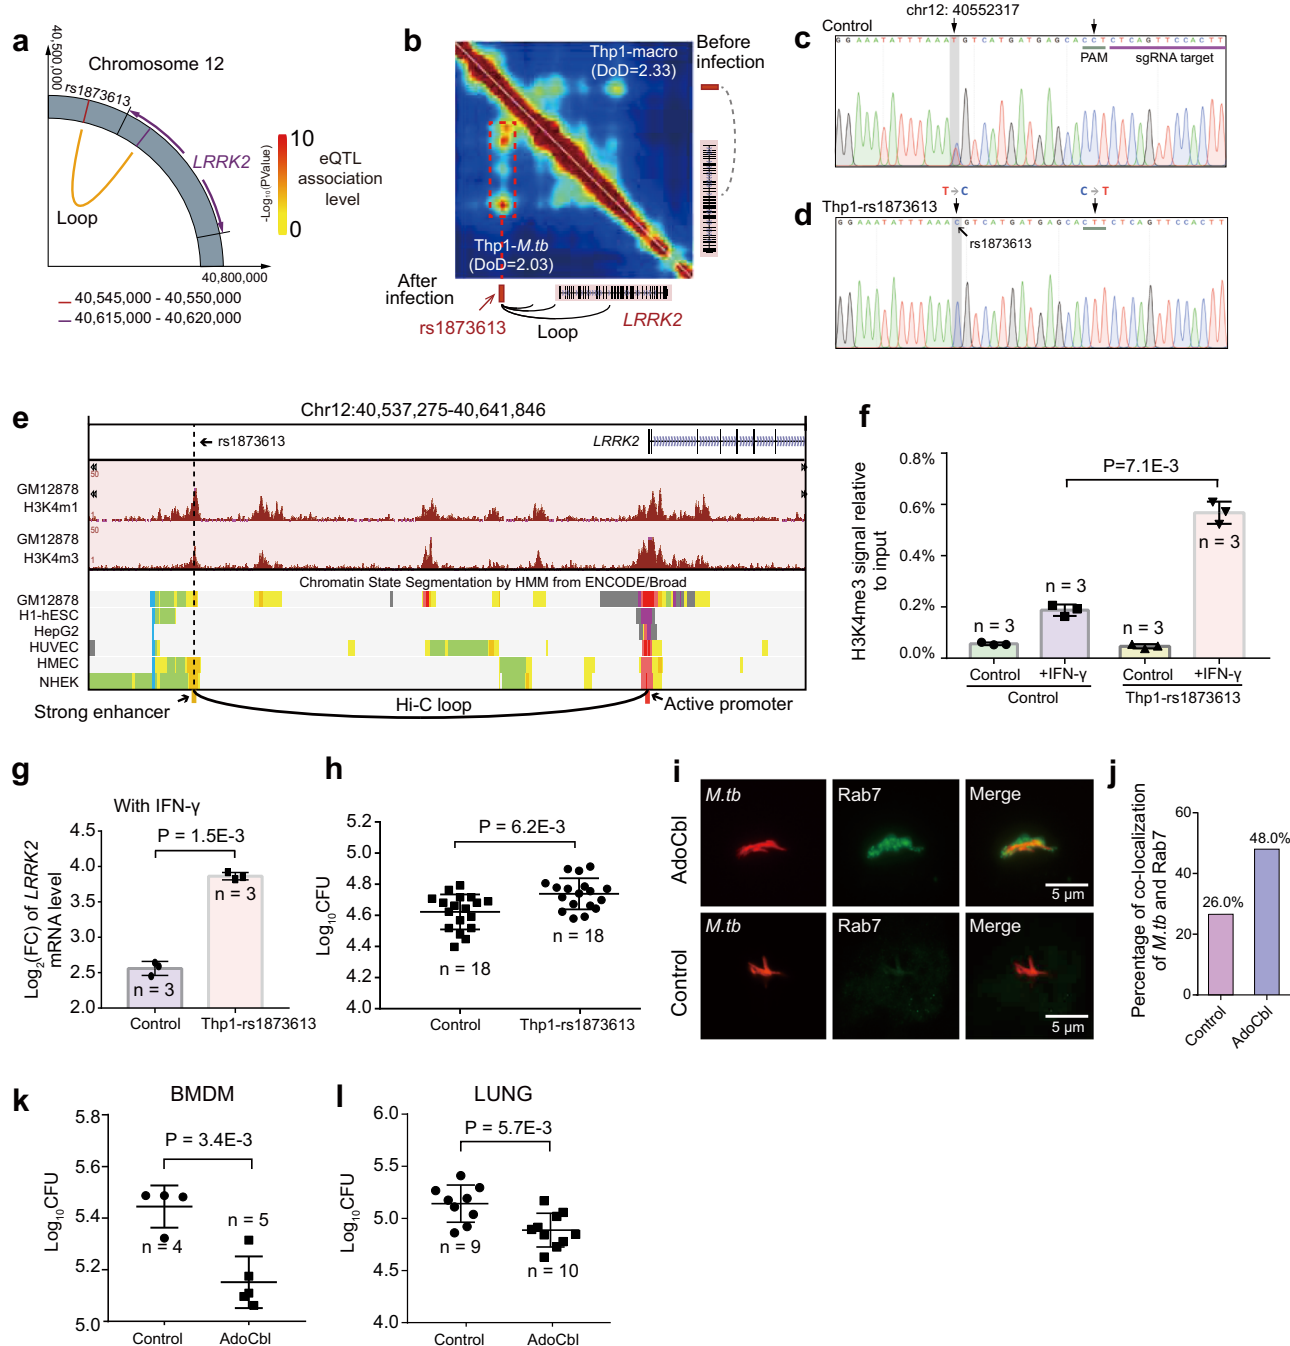 a
40,500,000
Chromosome 12
rs1873613
LRRK2
Loop
40,800,000
40,545,000 - 40,550,000
40,615,000 - 40,620,000
10
0
-Log₁₀(PValue)
eQTL
association
level
b
Thp1-macro
(DoD=2.33)
Before
infection
Thp1-M.tb
(DoD=2.03)
After
infection
rs1873613
Loop
LRRK2
c
chr12: 40552317
Control
GGAAATATTTAAATGTCATGATGAGCACCTCTCAGTTCCACTT
PAM
sgRNA target
d
T→C
C→T
Thp1-rs1873613
GGAAATATTTAAACGTCATGATGAGCACTTCTCAGTTCCACTT
rs1873613
e
Chr12:40,537,275-40,641,846
rs1873613
LRRK2
50
GM12878
H3K4m1
1
50
GM12878
H3K4m3
1
Chromatin State Segmentation by HMM from ENCODE/Broad
GM12878
H1-hESC
HepG2
HUVEC
HMEC
NHEK
Strong enhancer
Hi-C loop
Active promoter
f
H3K4me3 signal relative
to input
0.8%
0.6%
0.4%
0.2%
0.0%
P=7.1E-3
n = 3
n = 3
n = 3
n = 3
Control
+IFN-γ
Control
+IFN-γ
Control
Thp1-rs1873613
g
With IFN-γ
Log₂(FC) of LRRK2
mRNA level
4.5
4.0
3.5
3.0
2.5
2.0
P = 1.5E-3
n = 3
n = 3
Control
Thp1-rs1873613
h
Log₁₀CFU
5.2
5.0
4.8
4.6
4.4
4.2
4.0
P = 6.2E-3
n = 18
n = 18
Control
Thp1-rs1873613
i
AdoCbl
M.tb
Rab7
Merge
5 μm
Control
M.tb
Rab7
Merge
5 μm
j
Percentage of co-localization
of M.tb and Rab7
60
40
20
0
26.0%
48.0%
Control
AdoCbl
k
BMDM
Log₁₀CFU
5.8
5.6
5.4
5.2
5.0
P = 3.4E-3
n = 4
n = 5
Control
AdoCbl
l
LUNG
Log₁₀CFU
6.0
5.5
5.0
4.5
4.0
P = 5.7E-3
n = 9
n = 10
Control
AdoCbl